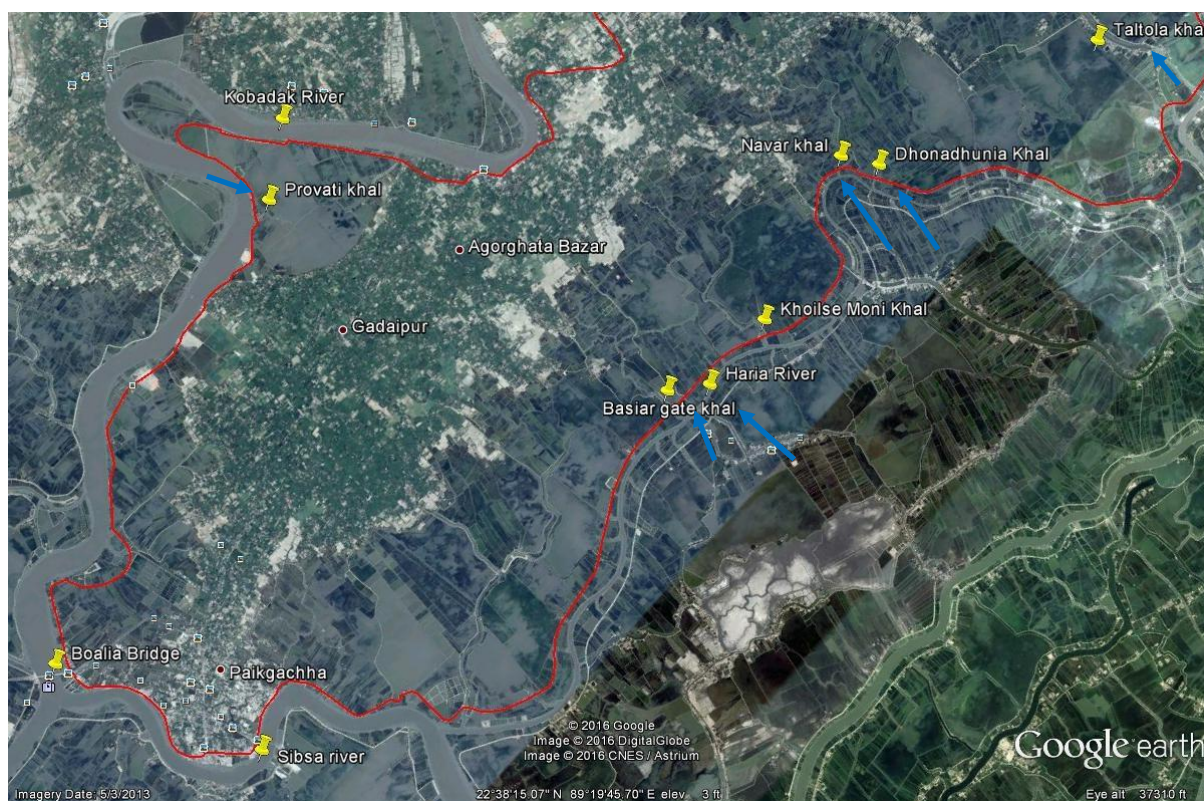 Taltola kha
Kobadak River
Navar khal
Dhonadhunia Khal
Provati khal
Agorghata Bazar
Khoilse Moni Khal
Gadaipur
Haria River
Basiar gate khal
Boalia Bridge
Paikgachha
Sibsa river
© 2016 Google
Image © 2016 DigitalGlobe
Image © 2016 CNES / Astrium
Google earth
Imagery Date: 5/3/2013
22°38'15.07" N 89°19'45.70" E elev 3 ft
Eye alt 37310 ft